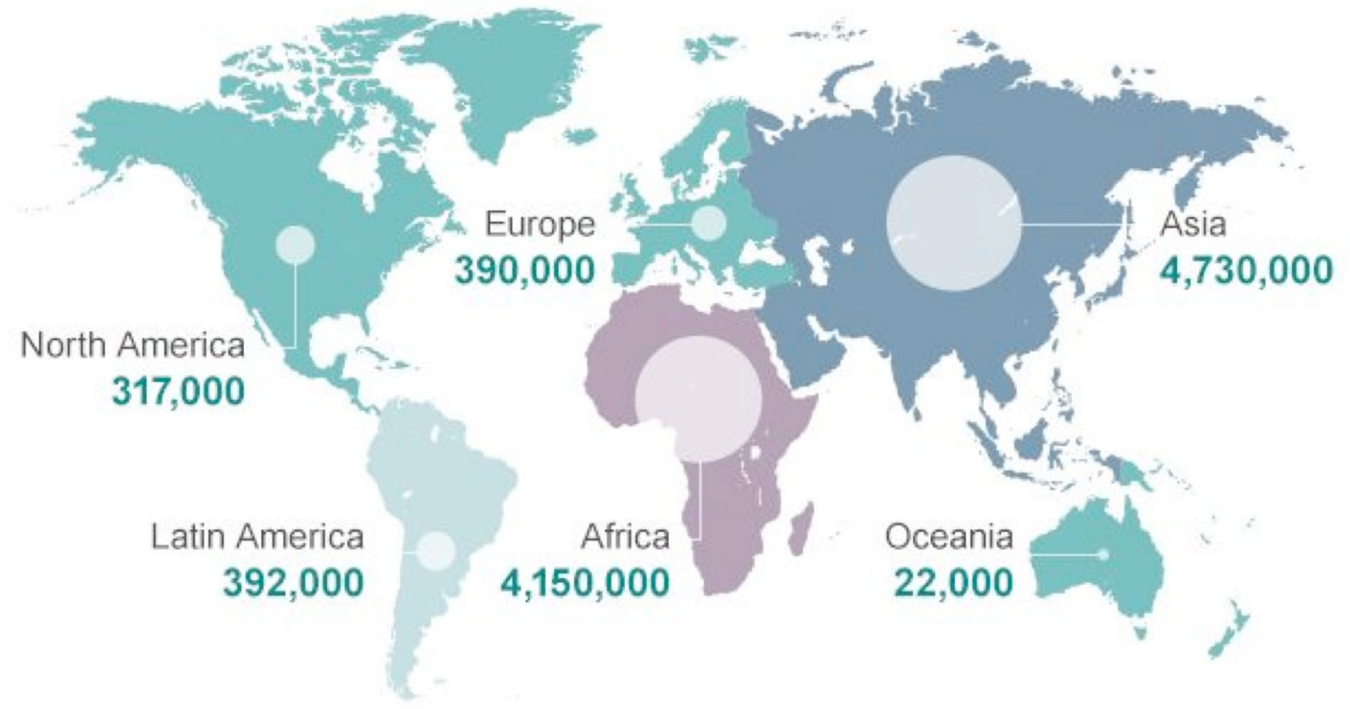 Europe
390,000
Asia
4,730,000
North America
317,000
Latin America
392,000
Africa
4,150,000
Oceania
22,000